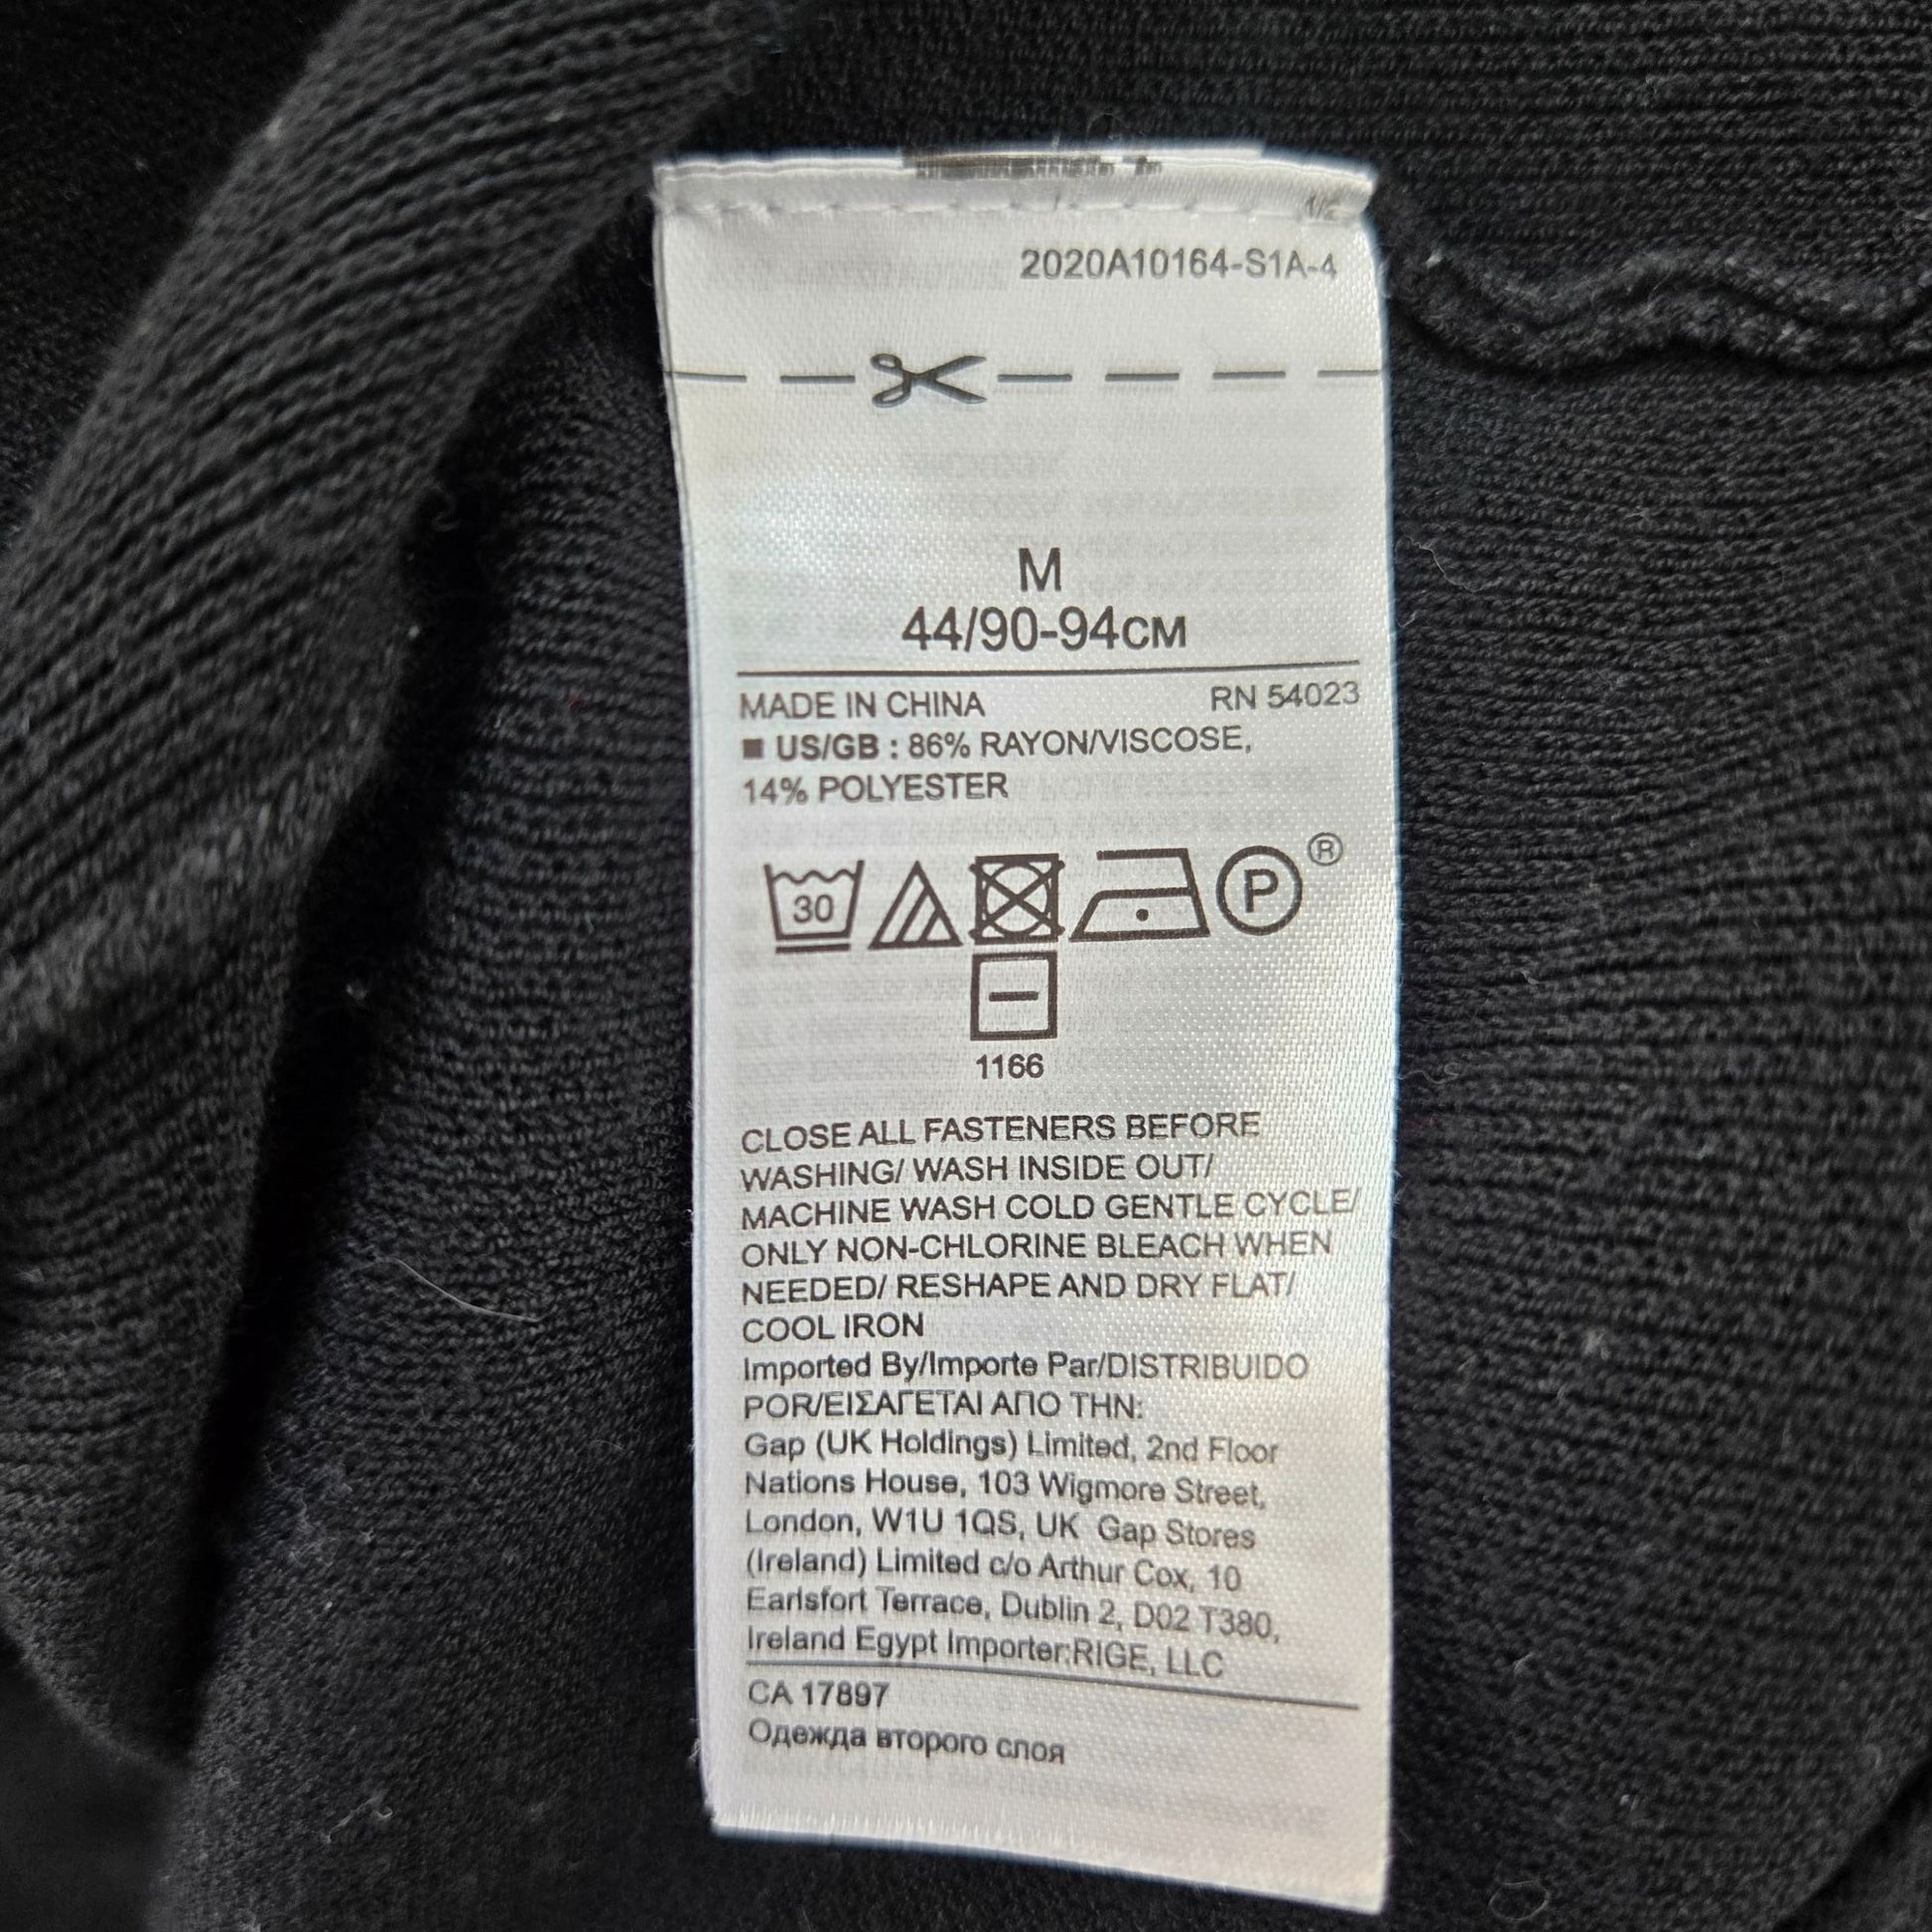 2020A10164-S1A-4
M
44/90-94CM
MADE IN CHINA RN 54023
■ US/GB : 86% RAYON/VISCOSE,
14% POLYESTER
30
P®
1166
CLOSE ALL FASTENERS BEFORE
WASHING/ WASH INSIDE OUT/
MACHINE WASH COLD GENTLE CYCLE/
ONLY NON-CHLORINE BLEACH WHEN
NEEDED/ RESHAPE AND DRY FLAT/
COOL IRON
Imported By/Importe Par/DISTRIBUIDO
POR/ΕΙΣΑΓΕΤΑΙ ΑΠΟ ΤΗΝ:
Gap (UK Holdings) Limited, 2nd Floor
Nations House, 103 Wigmore Street,
London, W1U 1QS, UK Gap Stores
(Ireland) Limited c/o Arthur Cox, 10
Earlsfort Terrace, Dublin 2, D02 T380,
Ireland Egypt Importer:RIGE, LLC
CA 17897
Одежда второго слоя